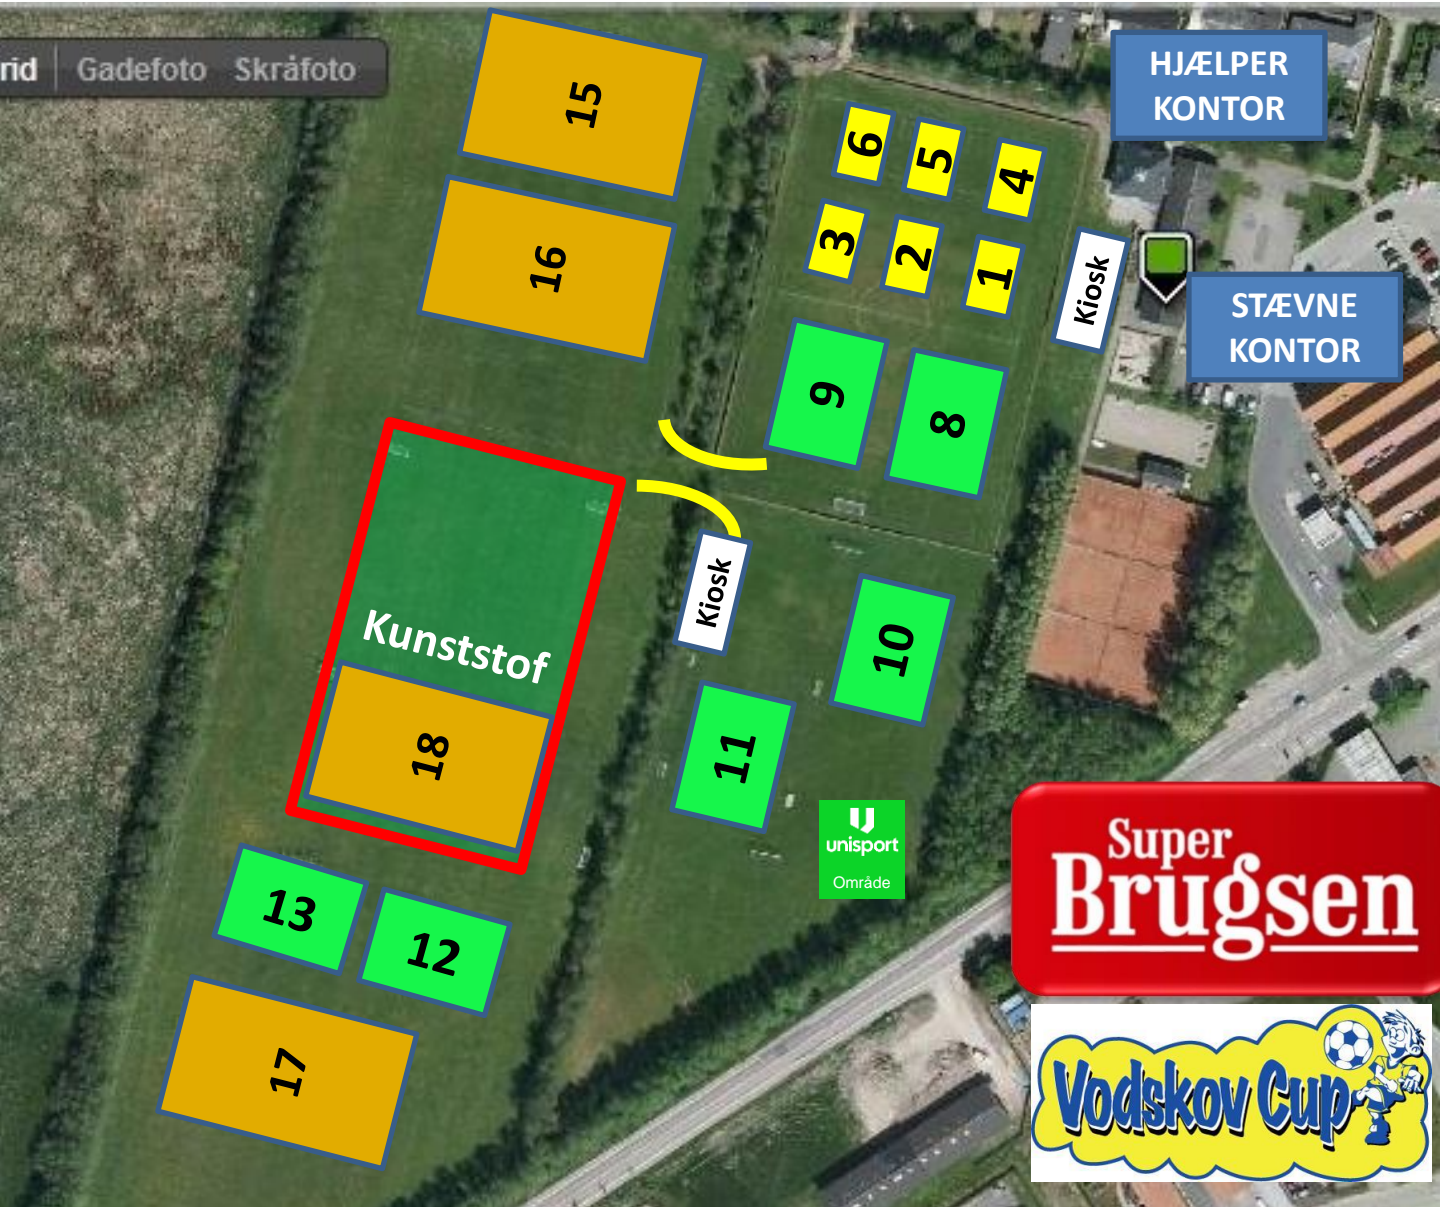 rid
Gadefoto
Skråfoto
HJÆLPER
KONTOR
15
6
5
4
16
3
2
1
Kiosk
STÆVNE
KONTOR
9
8
Kiosk
Kunststof
10
18
11
unisport
Område
Super
Brugsen
13
12
17
Vodskov Cup